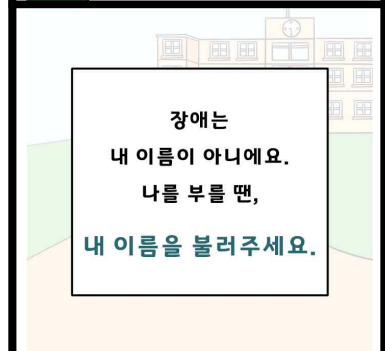 장애는
내 이름이 아니에요.
나를 부를 땐,
내 이름을 불러주세요.